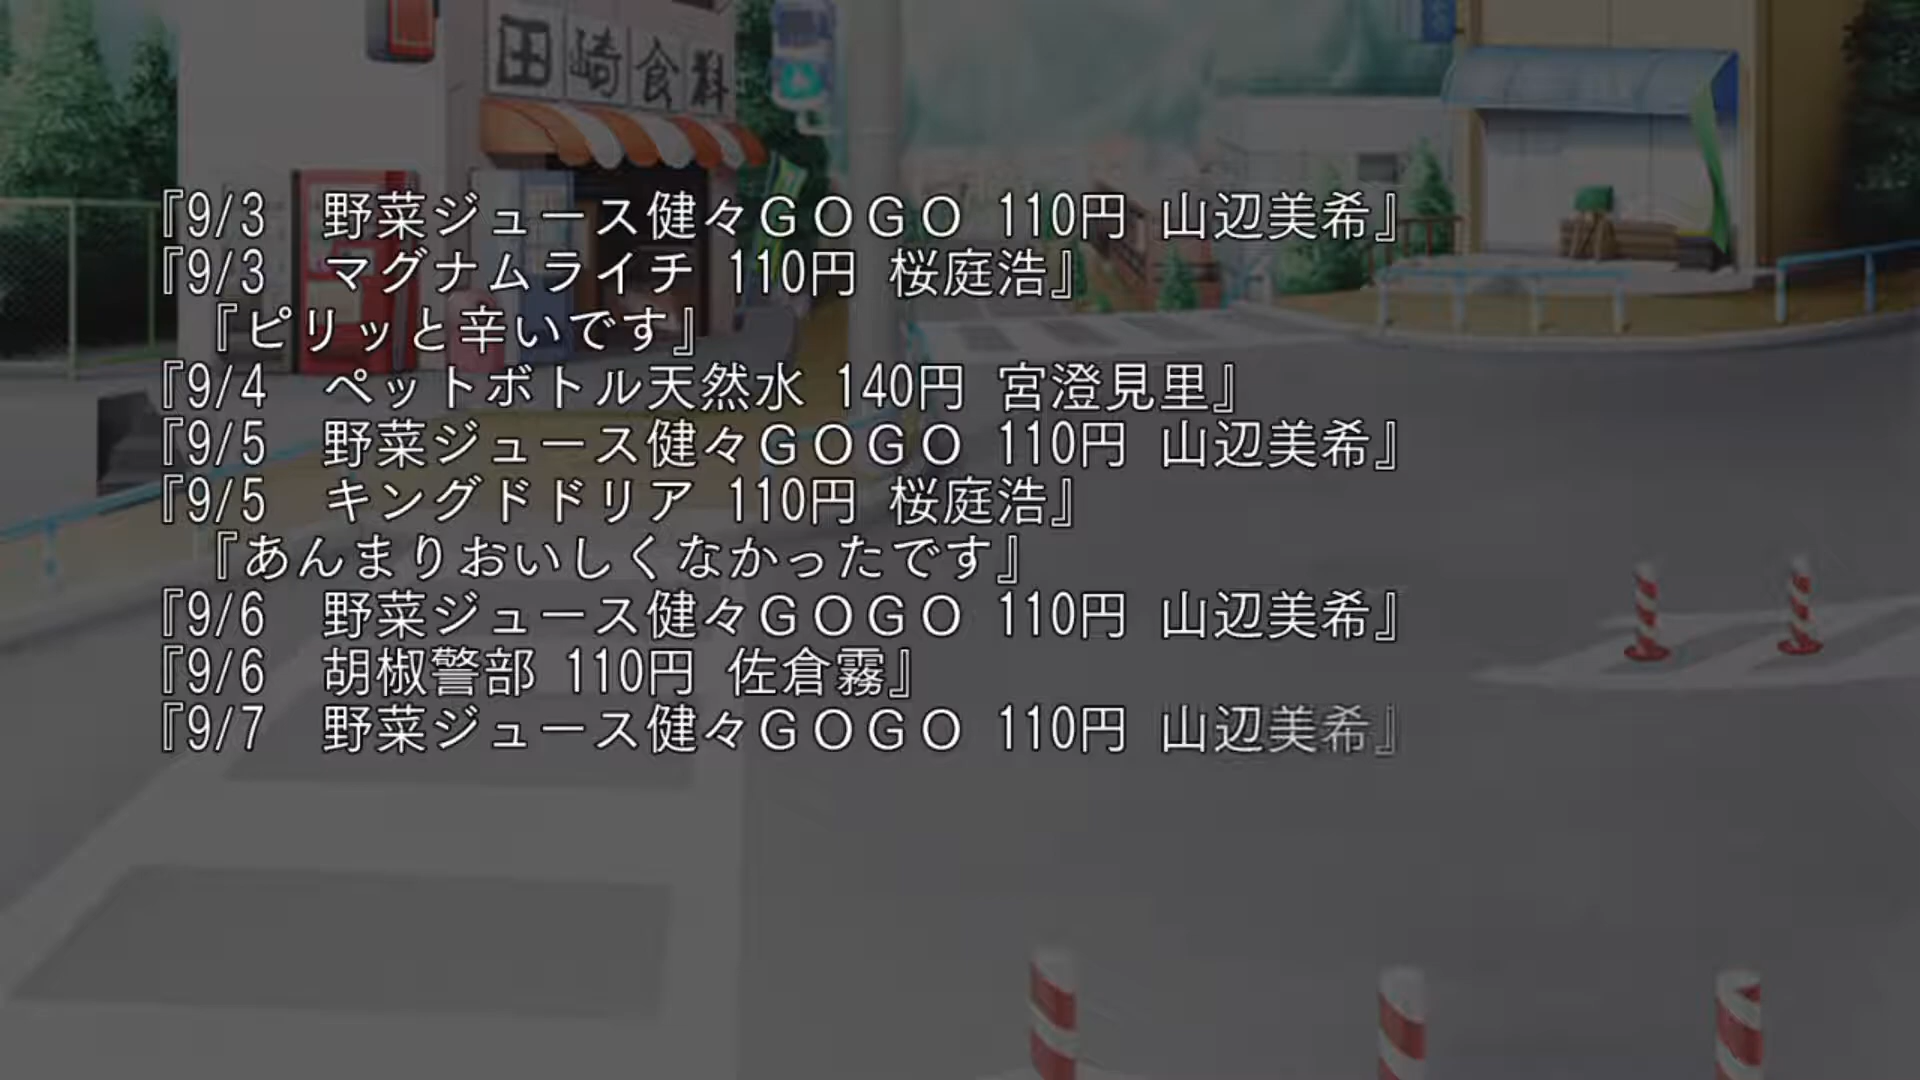 田崎食料
『9/3　野菜ジュース健々ＧＯＧＯ 110円 山辺美希』
『9/3　マグナムライチ 110円 桜庭浩』
『ピリッと辛いです』
『9/4　ペットボトル天然水 140円 宮澄見里』
『9/5　野菜ジュース健々ＧＯＧＯ 110円 山辺美希』
『9/5　キングドドリア 110円 桜庭浩』
『あんまりおいしくなかったです』
『9/6　野菜ジュース健々ＧＯＧＯ 110円 山辺美希』
『9/6　胡椒警部 110円 佐倉霧』
『9/7　野菜ジュース健々ＧＯＧＯ 110円 山辺美希』